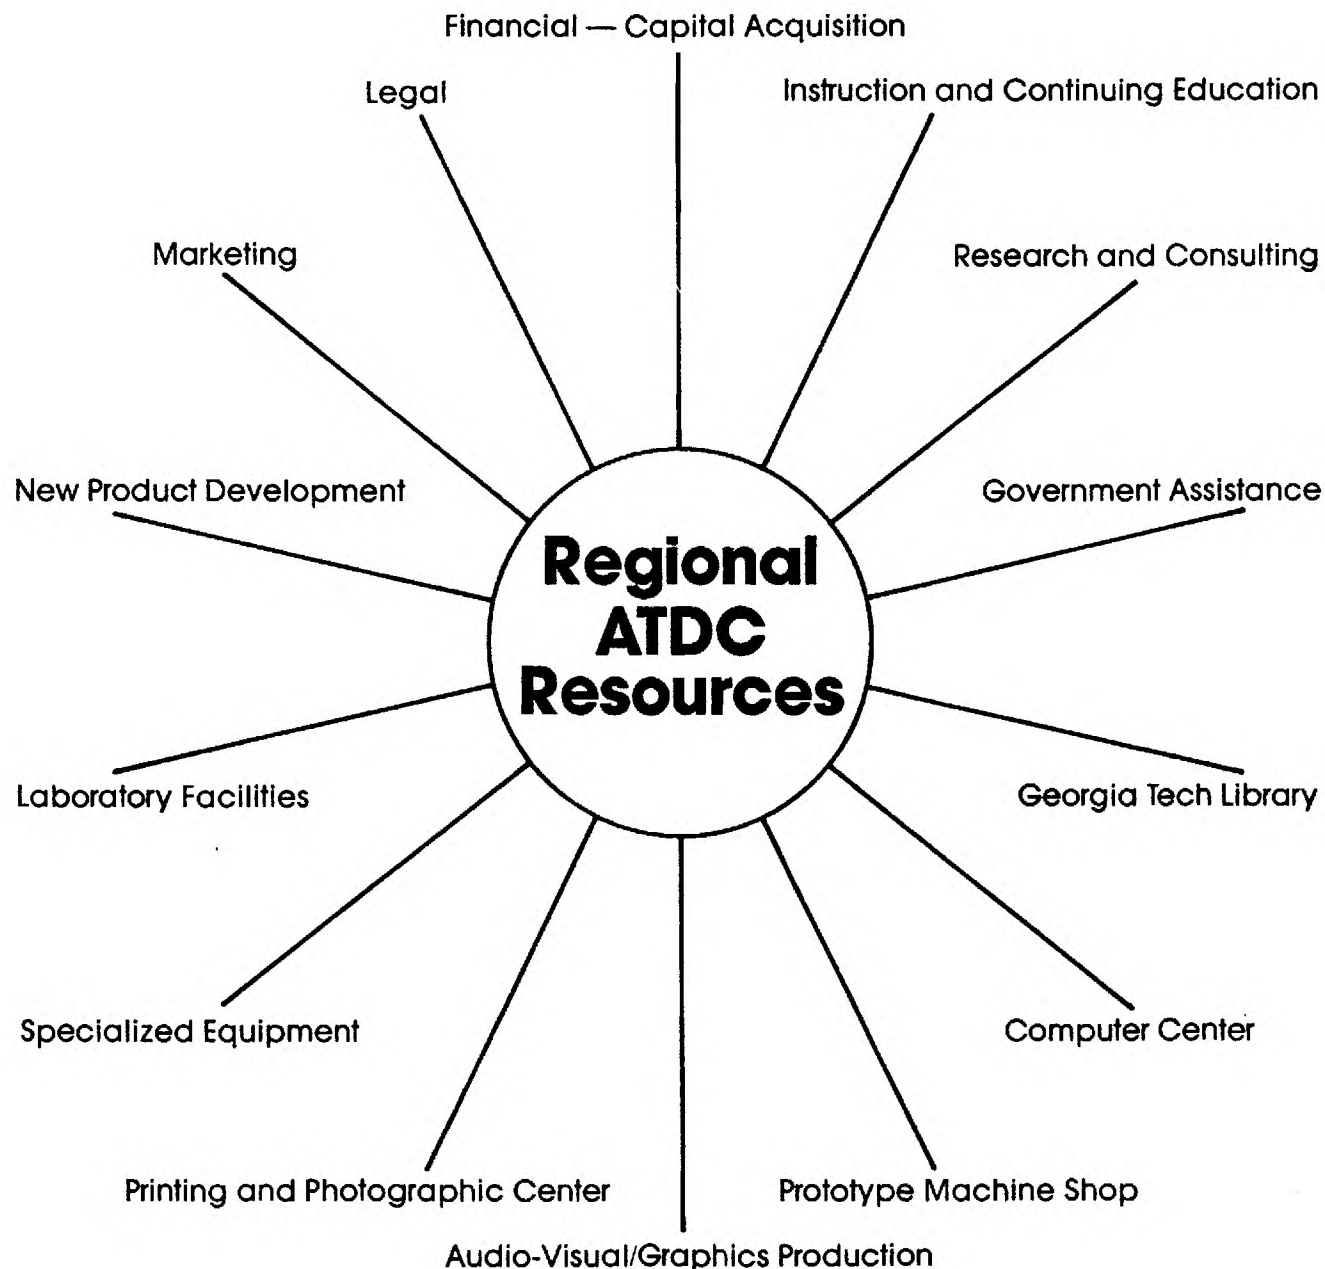 Financial — Capital Acquisition
Legal
Instruction and Continuing Education
Marketing
Research and Consulting
New Product Development
Government Assistance
Regional
ATDC
Resources
Laboratory Facilities
Georgia Tech Library
Specialized Equipment
Computer Center
Printing and Photographic Center
Prototype Machine Shop
Audio-Visual/Graphics Production